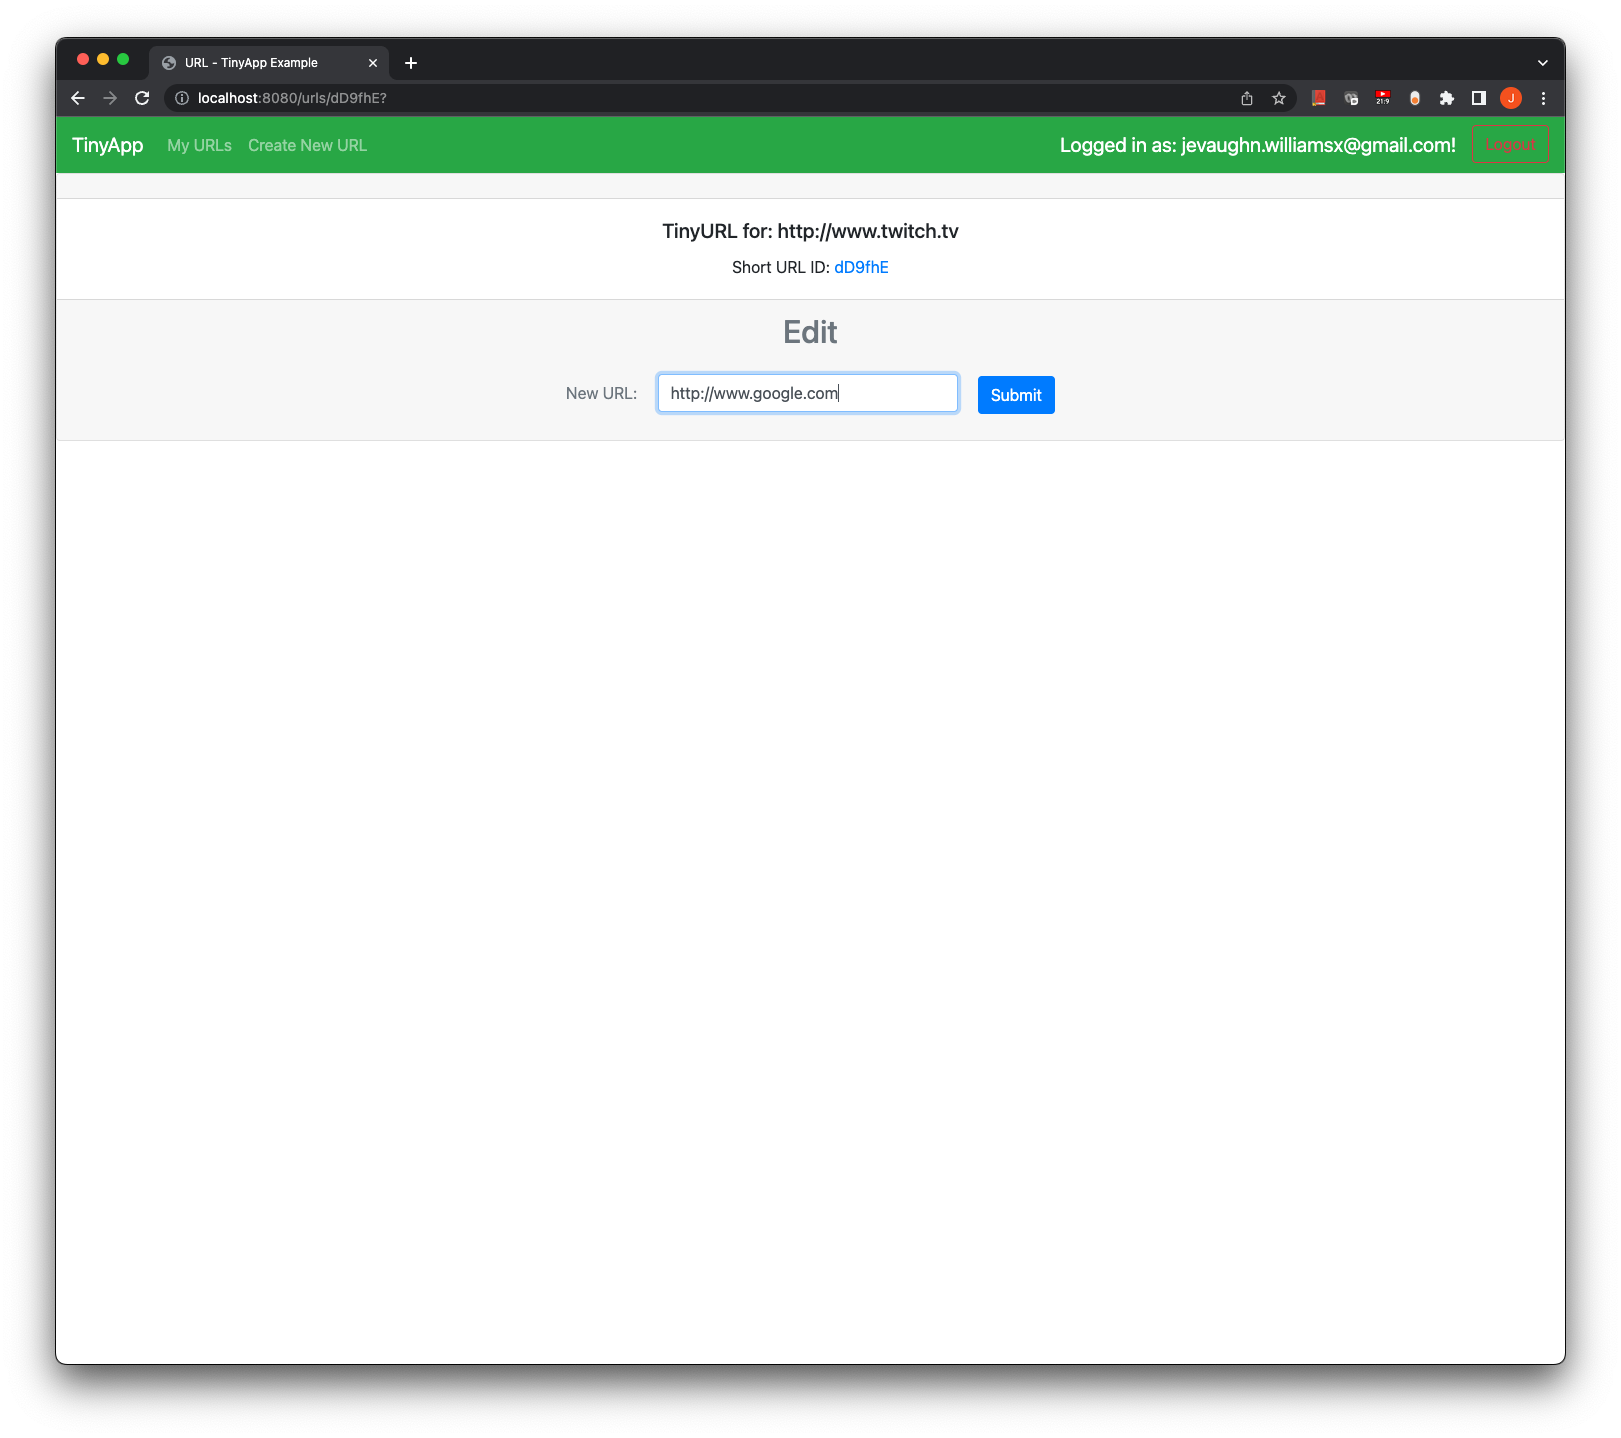 URL - TinyApp Example
localhost:8080/urls/dD9fhE?
21:9
J
TinyApp My URLs Create New URL Logged in as: jevaughn.williamsx@gmail.com! Logout
TinyURL for: http://www.twitch.tv
Short URL ID: dD9fhE
Edit
New URL: http://www.google.com Submit